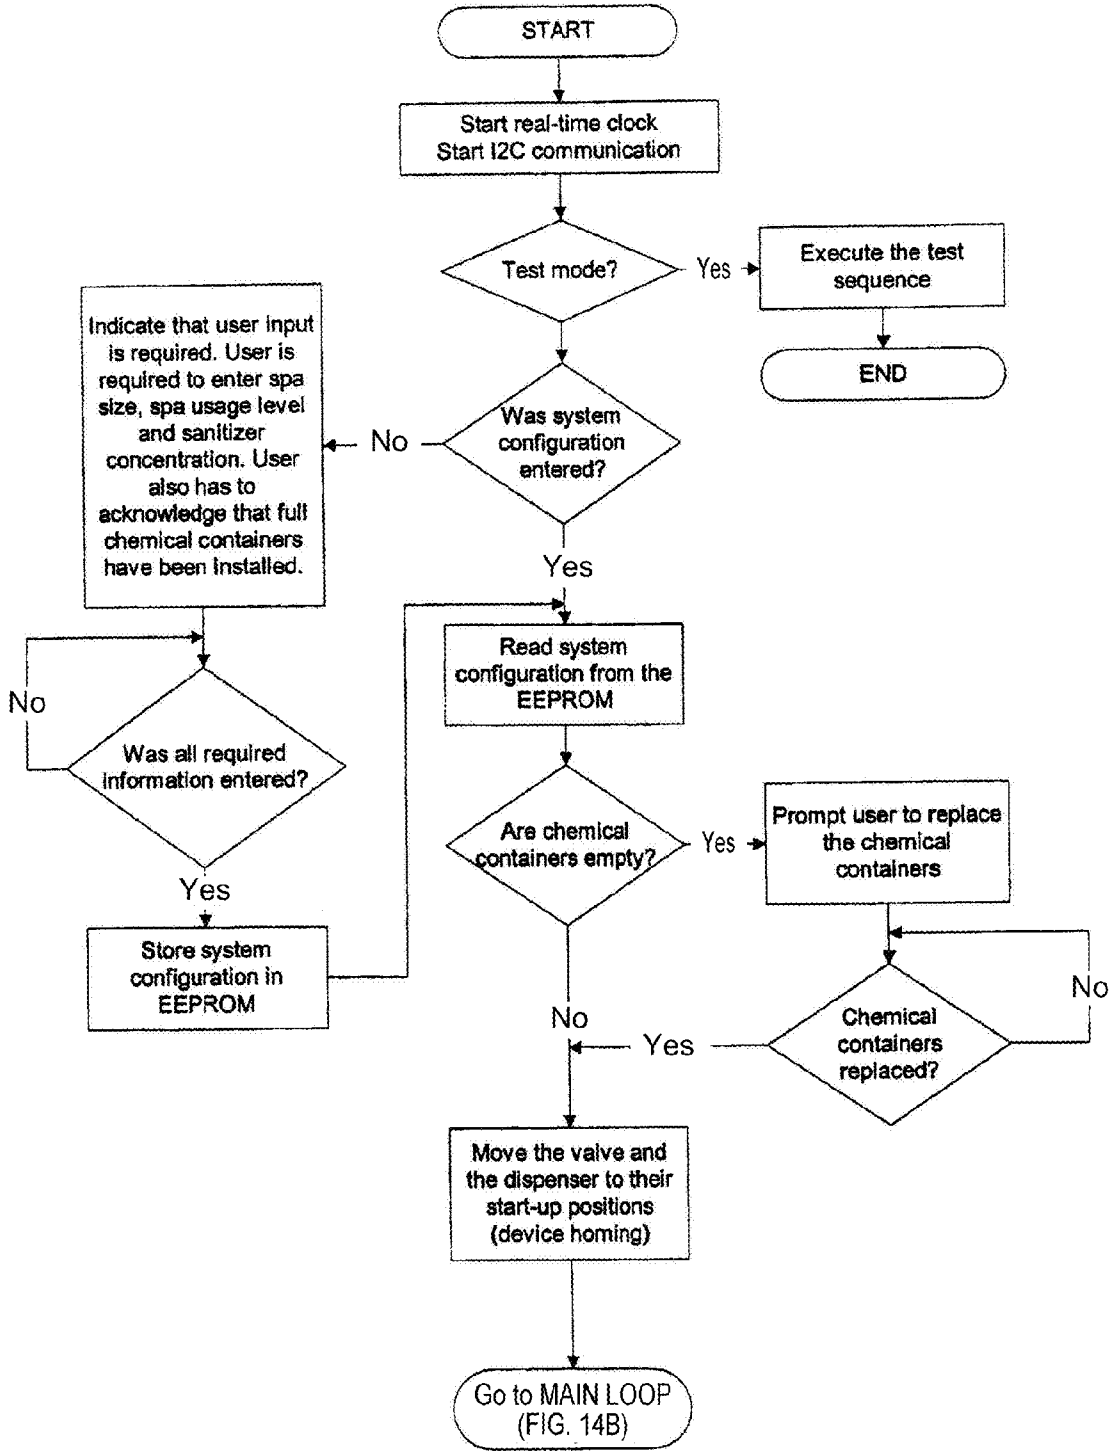 START
Start real-time clock
Start I2C communication
Test mode?
Yes
Execute the test
sequence
END
Was system
configuration
entered?
No
Indicate that user input
is required. User is
required to enter spa
size, spa usage level
and sanitizer
concentration. User
also has to
acknowledge that full
chemical containers
have been installed.
Yes
No
Was all required
information entered?
Yes
Store system
configuration in
EEPROM
Read system
configuration from the
EEPROM
Are chemical
containers empty?
Yes
Prompt user to replace
the chemical
containers
No
Chemical
containers
replaced?
No
Yes
Move the valve and
the dispenser to their
start-up positions
(device homing)
Go to MAIN LOOP
(FIG. 14B)